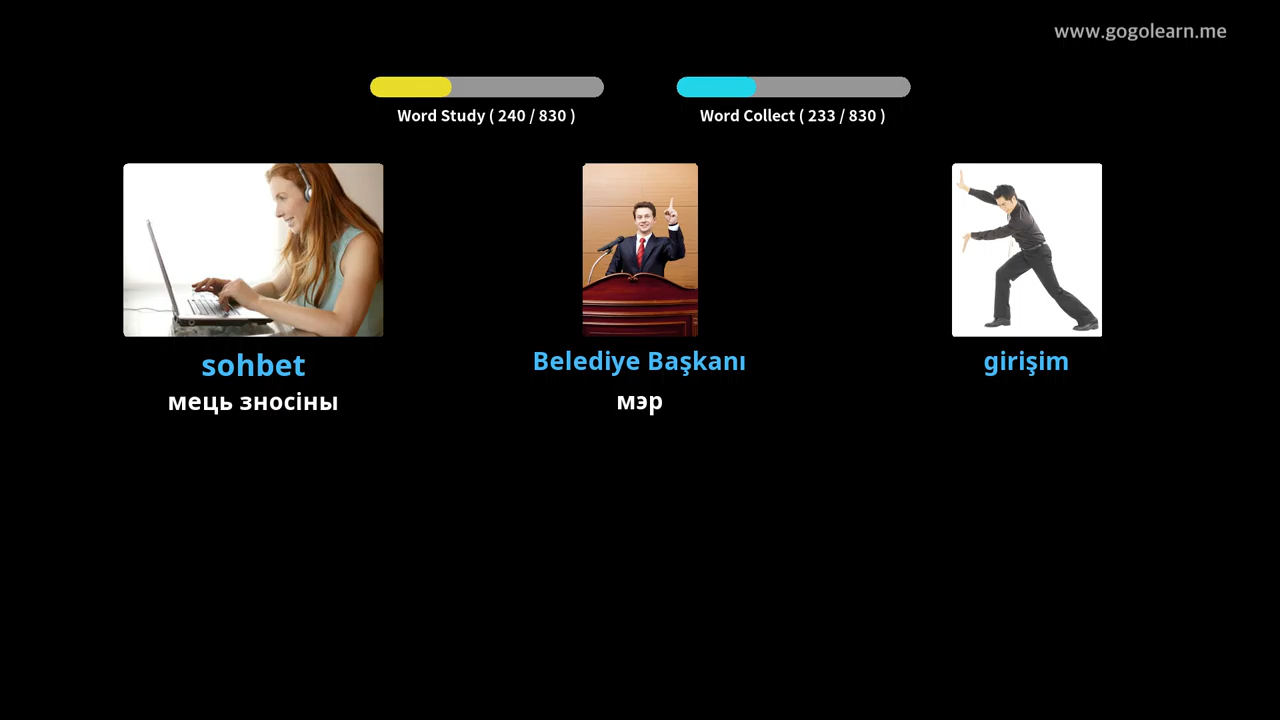 www.gogolearn.me
Word Study ( 240 / 830 )
Word Collect ( 233 / 830 )
sohbet
Belediye Başkanı
girişim
мець зносіны
мэр